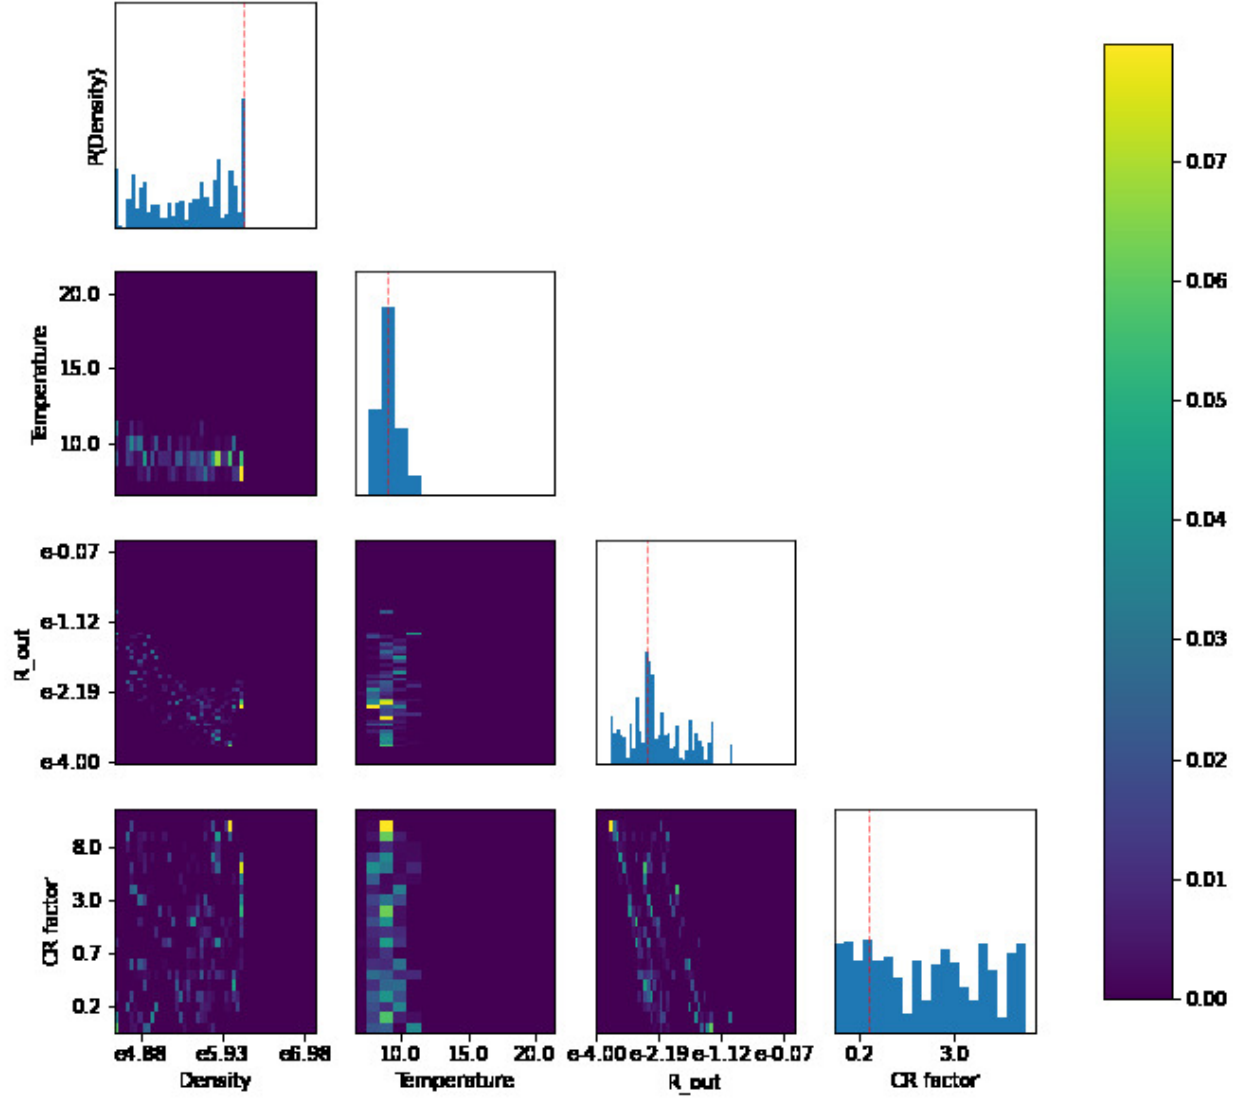 P(Density)
0.07
0.06
0.05
0.04
0.03
0.02
0.01
0.00
Temperature
20.0
15.0
10.0
R_out
e-0.07
e-1.12
e-2.19
e-4.00
CR factor
8.0
3.0
0.7
0.2
e4.88 e5.93 e6.98
Density
10.0 15.0 20.0
Temperature
e-4.00 e-2.19 e-1.12 e-0.07
R_out
0.2 3.0
CR factor